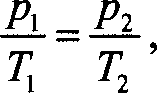 p₁/T₁ = p₂/T₂,